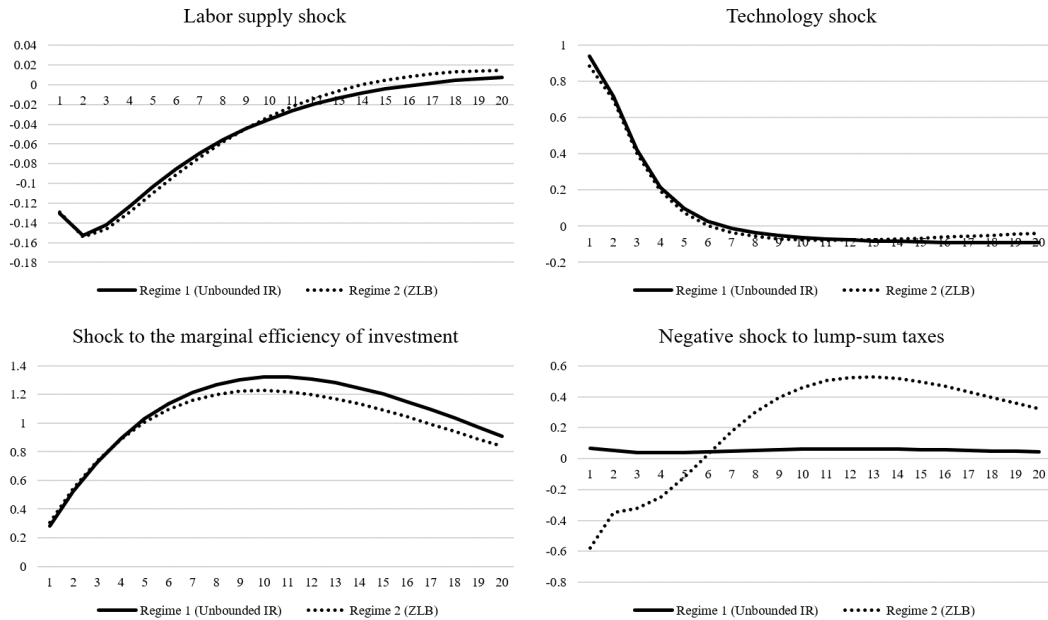 Labor supply shock
0.04
0.02
0
-0.02
-0.04
-0.06
-0.08
-0.1
-0.12
-0.14
-0.16
-0.18
1 2 3 4 5 6 7 8 9 10 11 12 13 14 15 16 17 18 19 20
Regime 1 (Unbounded IR) Regime 2 (ZLB)
Technology shock
1
0.8
0.6
0.4
0.2
0
-0.2
1 2 3 4 5 6 7 8 9 10 11 12 13 14 15 16 17 18 19 20
Regime 1 (Unbounded IR) Regime 2 (ZLB)
Shock to the marginal efficiency of investment
1.4
1.2
1
0.8
0.6
0.4
0.2
0
1 2 3 4 5 6 7 8 9 10 11 12 13 14 15 16 17 18 19 20
Regime 1 (Unbounded IR) Regime 2 (ZLB)
Negative shock to lump-sum taxes
0.6
0.4
0.2
0
-0.2
-0.4
-0.6
-0.8
1 2 3 4 5 6 7 8 9 10 11 12 13 14 15 16 17 18 19 20
Regime 1 (Unbounded IR) Regime 2 (ZLB)